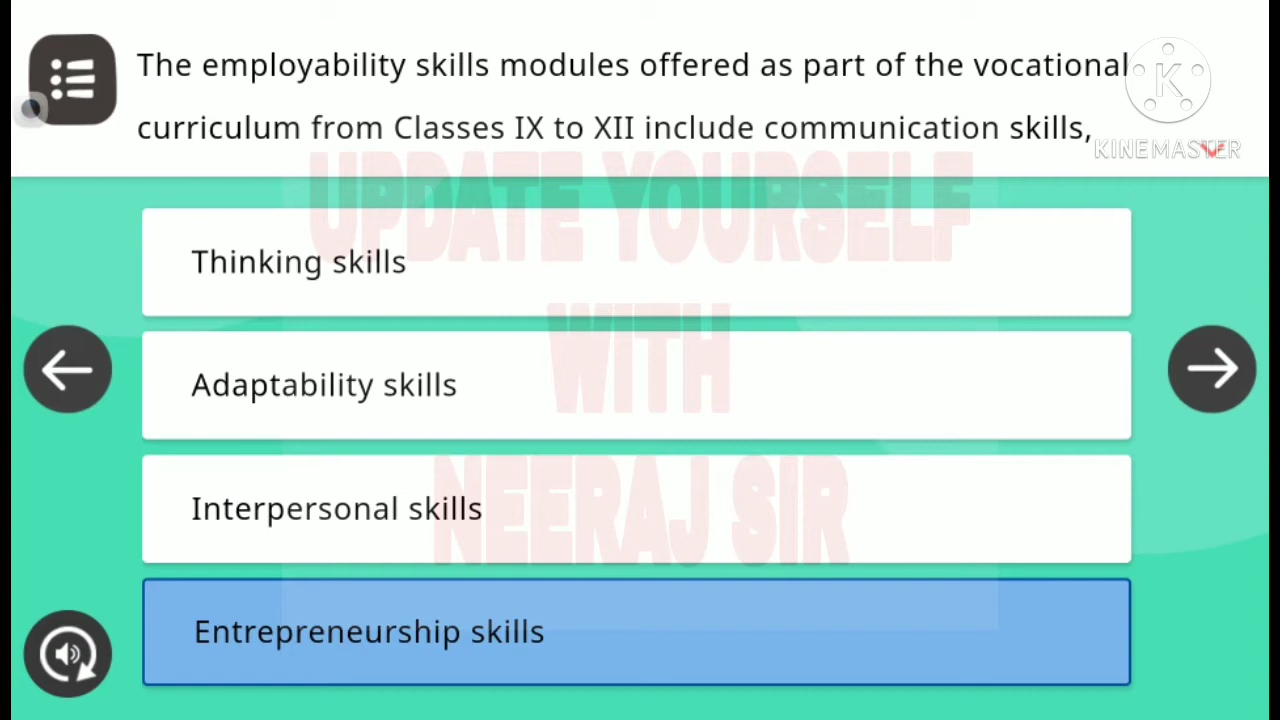 The employability skills modules offered as part of the vocational
curriculum from Classes IX to XII include communication skills,
K
KINEMASTER
UPDATE YOURSELF
WITH
NEERAJ SIR
Thinking skills
Adaptability skills
Interpersonal skills
Entrepreneurship skills